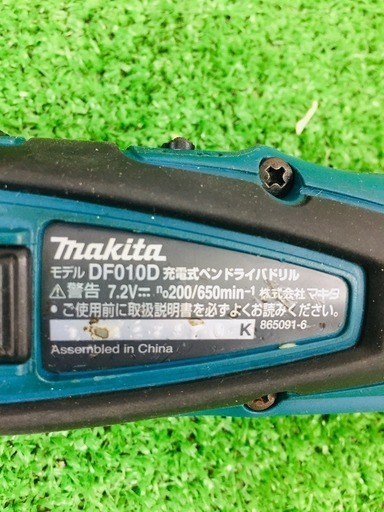 makita
モデル DF010D 充電式ペンドライバドリル
⚠警告 7.2V⎓ n₀200/650min⁻¹ 株式会社マキタ
・ご使用前に取扱説明書を必ずよくお読みください。
865091-6
K
Assembled in China